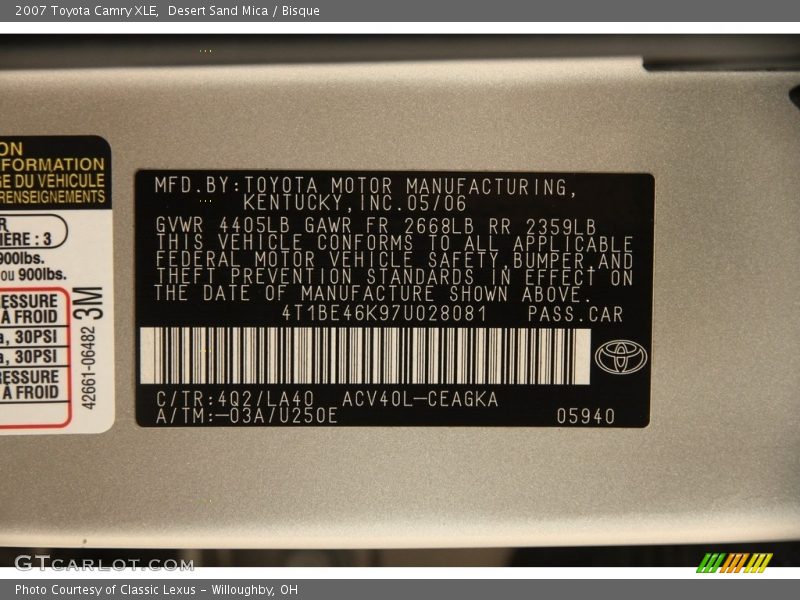 2007 Toyota Camry XLE,  Desert Sand Mica / Bisque
ON
FORMATION
GE DU VÉHICULE
RENSEIGNEMENTS
R
IÈRE : 3
900lbs.
ou 900lbs.
ESSURE
À FROID
a, 30PSI
a, 30PSI
RESSURE
À FROID
42661-06482 3M
MFD.BY:TOYOTA MOTOR MANUFACTURING,
KENTUCKY,INC.05/06
GVWR 4405LB GAWR FR 2668LB RR 2359LB
THIS VEHICLE CONFORMS TO ALL APPLICABLE
FEDERAL MOTOR VEHICLE SAFETY,BUMPER AND
THEFT PREVENTION STANDARDS IN EFFECT ON
THE DATE OF MANUFACTURE SHOWN ABOVE.
4T1BE46K97U028081 PASS.CAR
C/TR:4Q2/LA40 ACV40L-CEAGKA
A/TM:-03A/U250E 05940
GTCARLOT.COM
Photo Courtesy of Classic Lexus - Willoughby, OH